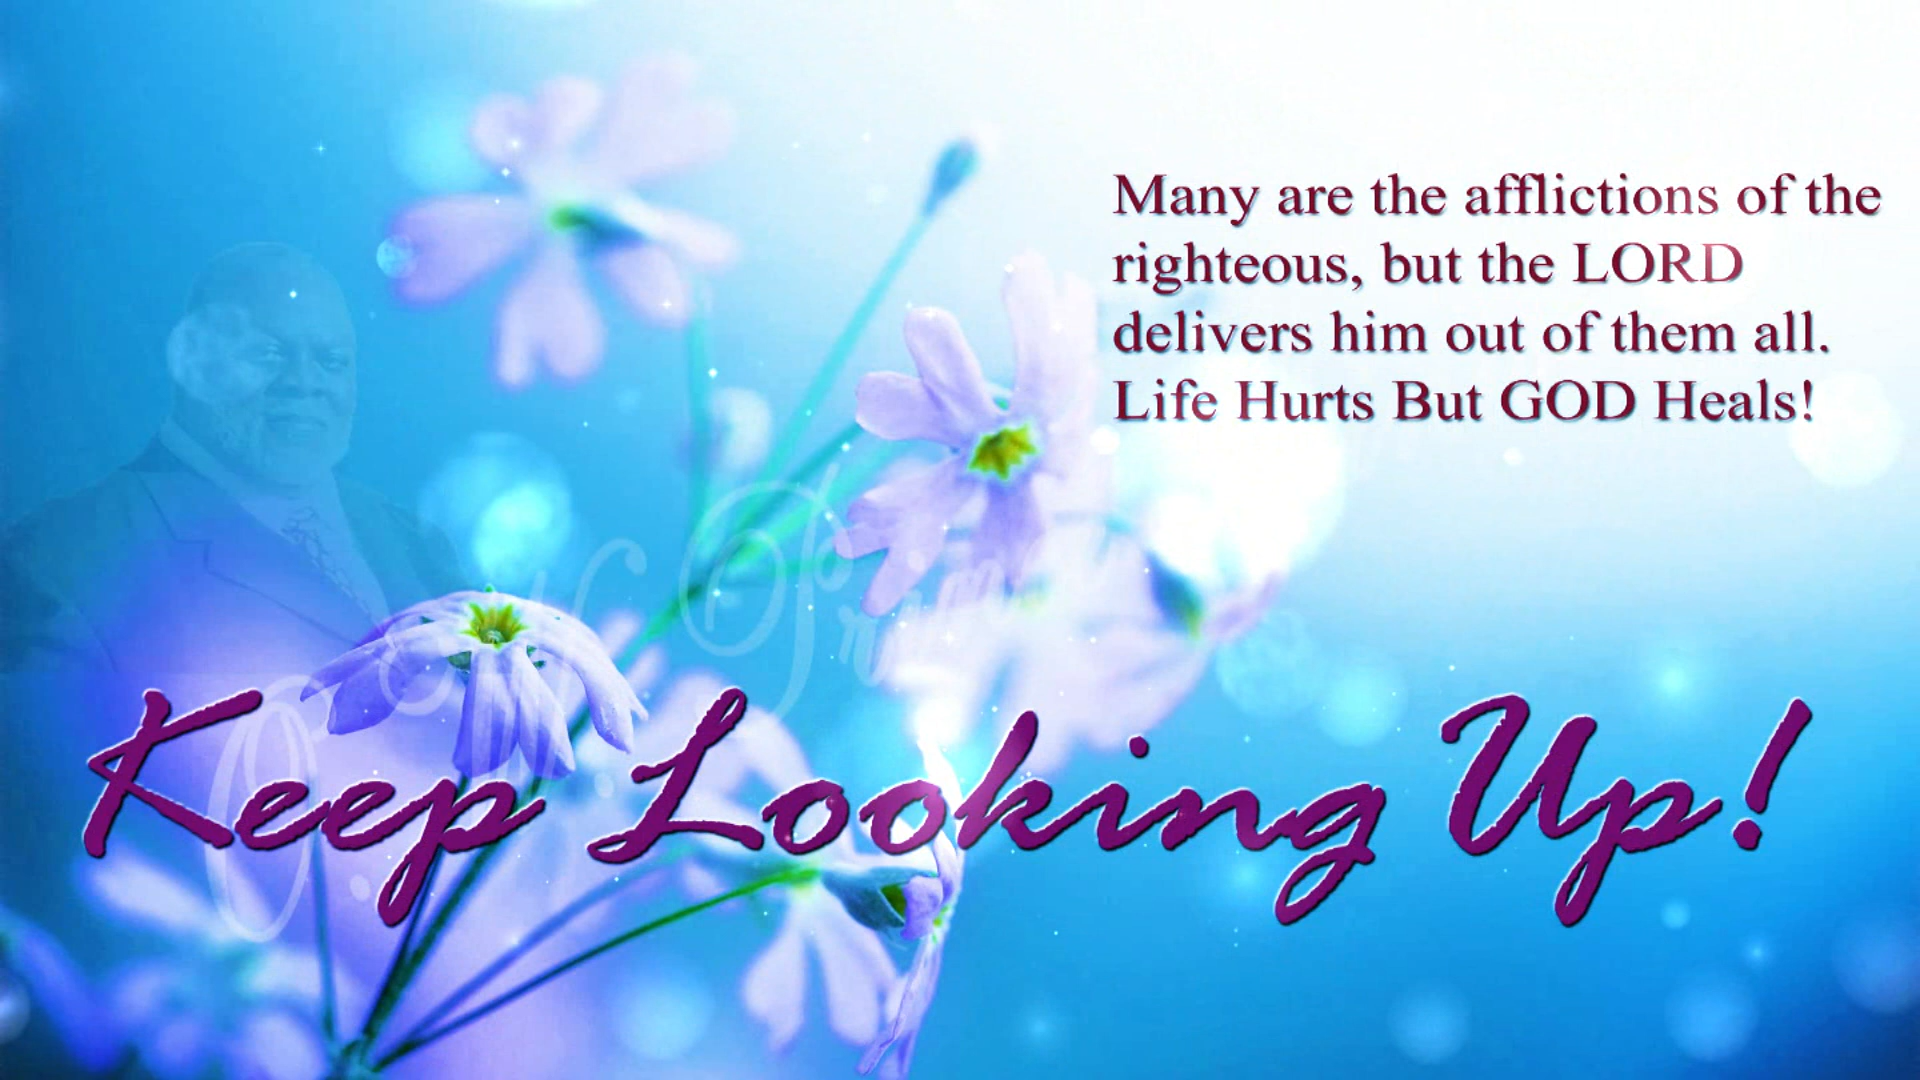 Many are the afflictions of the
righteous, but the LORD
delivers him out of them all.
Life Hurts But GOD Heals!
Keep Looking Up!